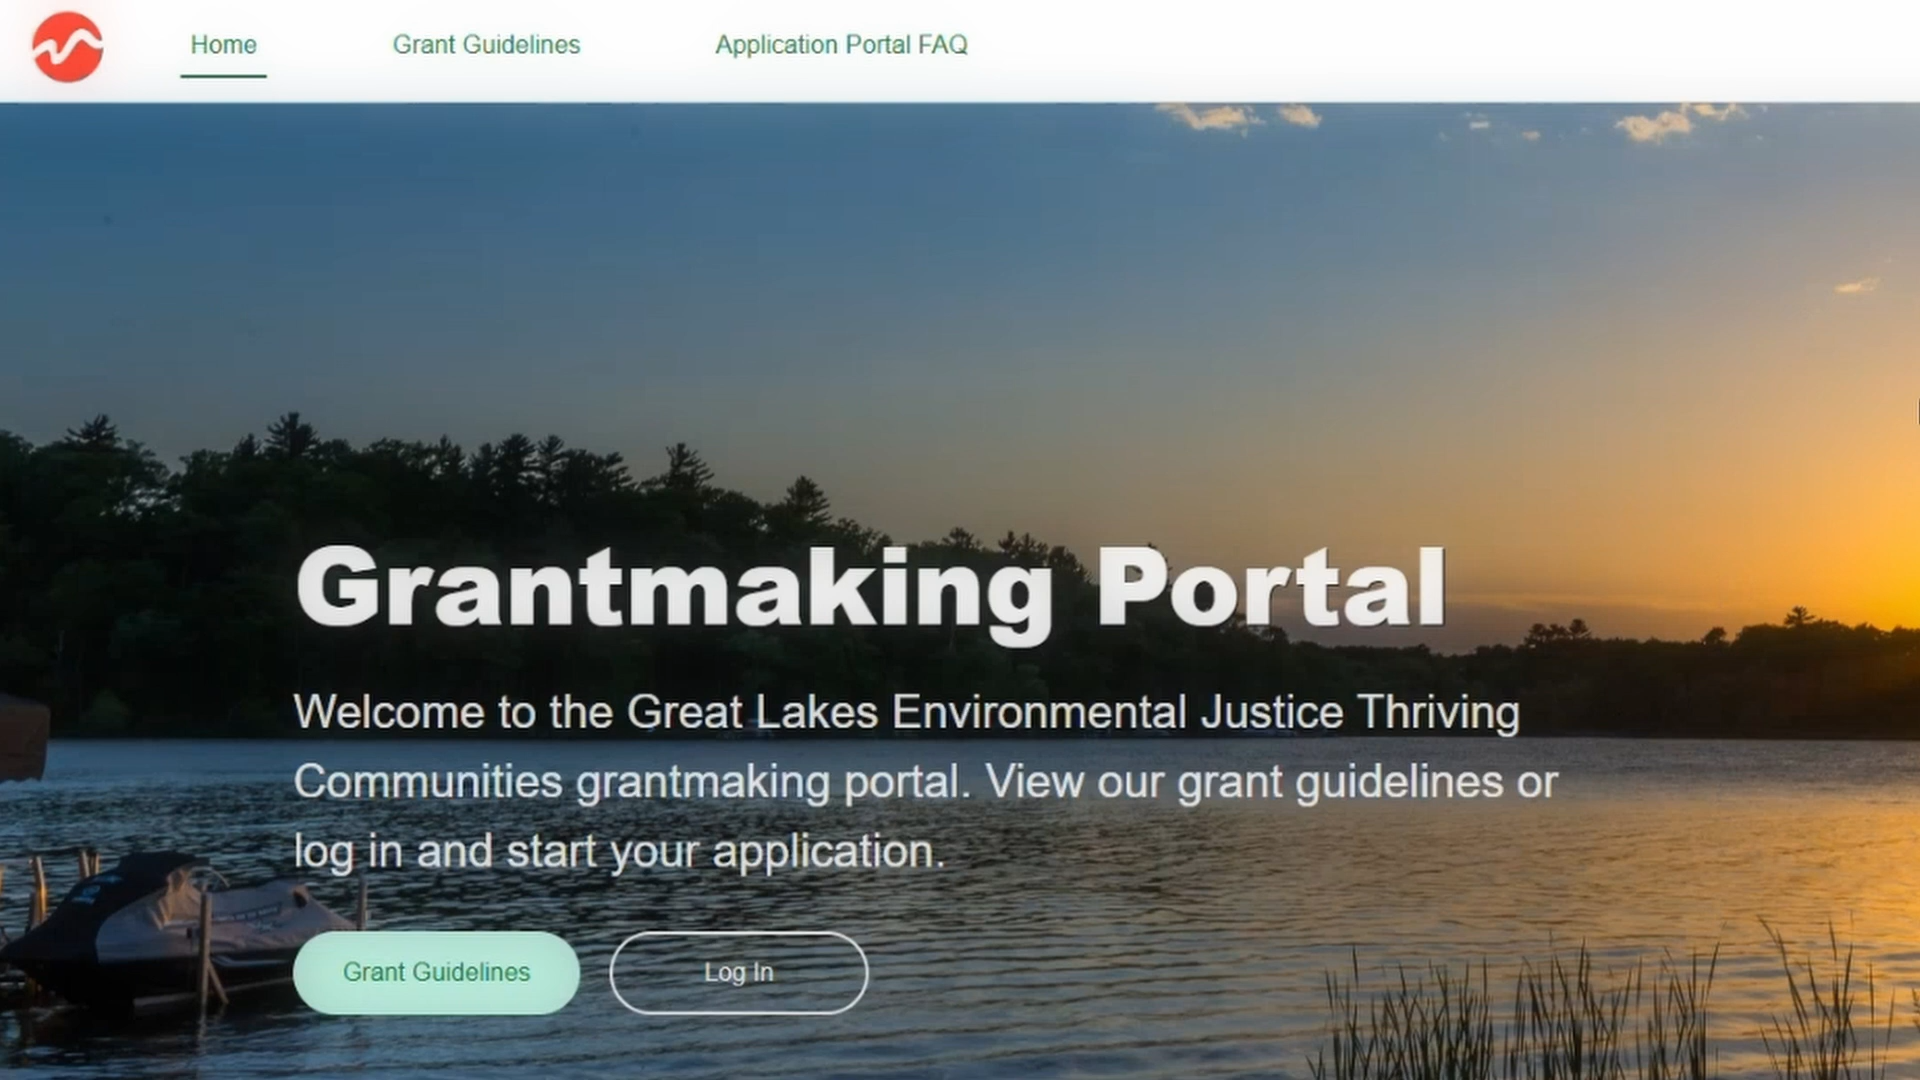 Home
Grant Guidelines
Application Portal FAQ
Grantmaking Portal
Welcome to the Great Lakes Environmental Justice Thriving
Communities grantmaking portal. View our grant guidelines or
log in and start your application.
Grant Guidelines
Log In